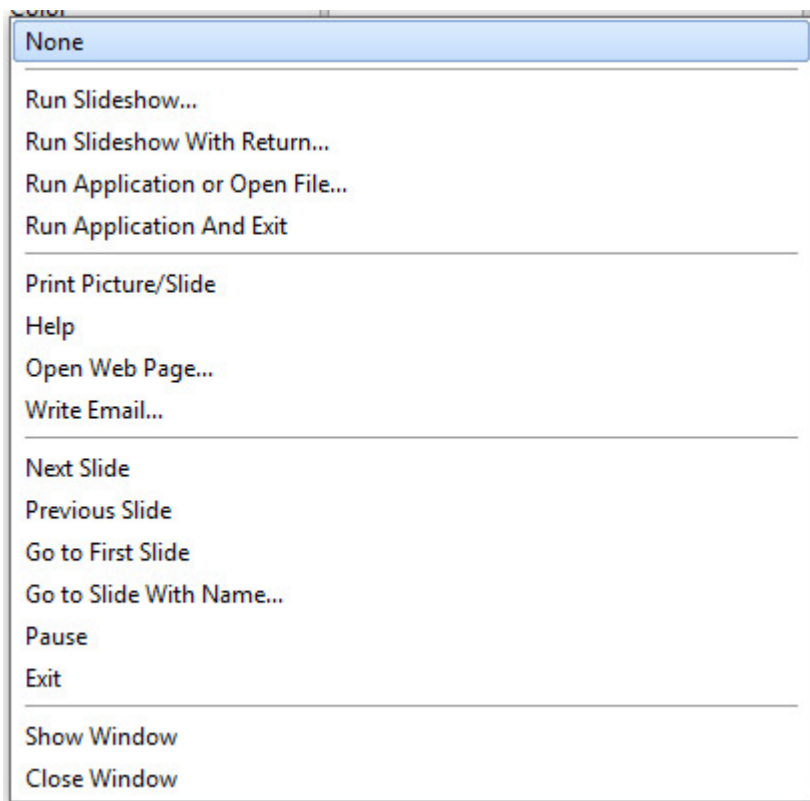 Color
None
Run Slideshow...
Run Slideshow With Return...
Run Application or Open File...
Run Application And Exit
Print Picture/Slide
Help
Open Web Page...
Write Email...
Next Slide
Previous Slide
Go to First Slide
Go to Slide With Name...
Pause
Exit
Show Window
Close Window